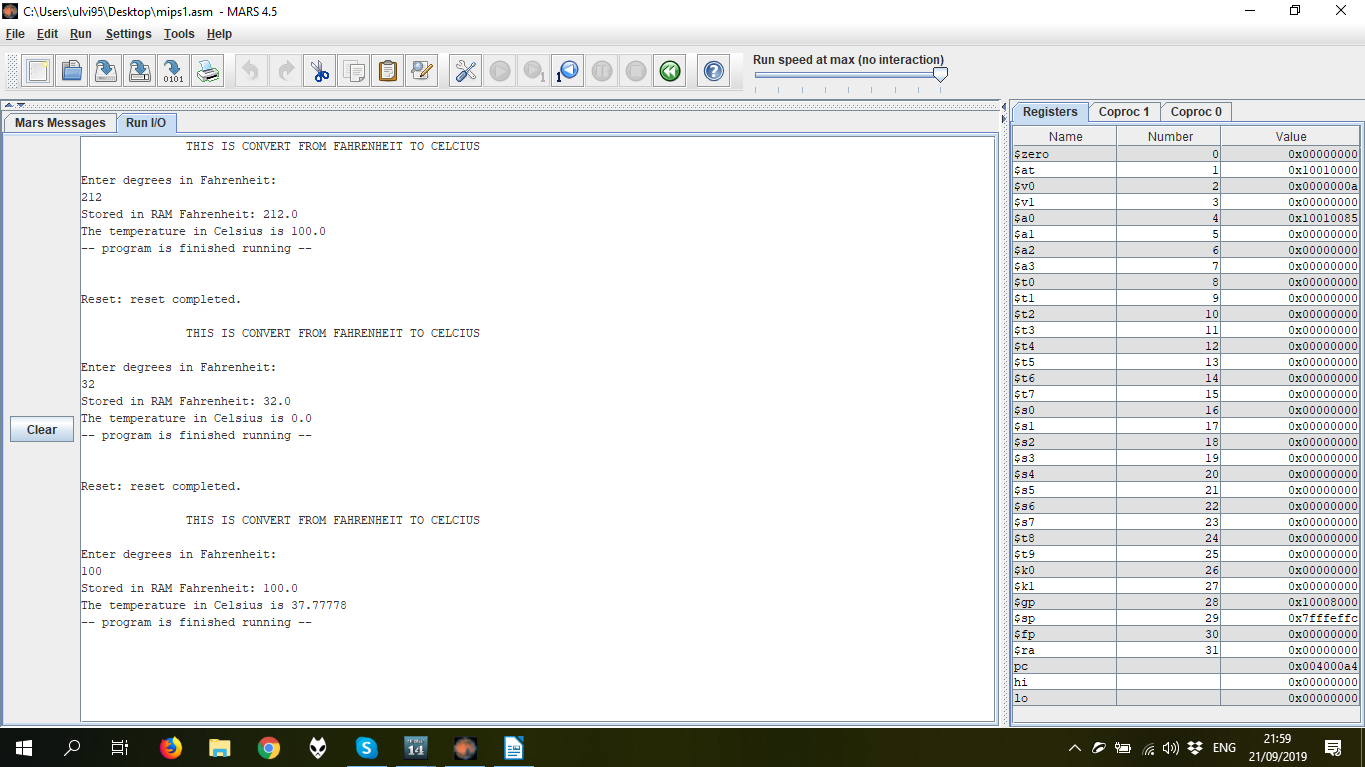 C:\Users\ulvi95\Desktop\mips1.asm - MARS 4.5
File Edit Run Settings Tools Help
Run speed at max (no interaction)
Mars Messages Run I/O
THIS IS CONVERT FROM FAHRENHEIT TO CELCIUS
Enter degrees in Fahrenheit:
212
Stored in RAM Fahrenheit: 212.0
The temperature in Celsius is 100.0
-- program is finished running --
Reset: reset completed.
THIS IS CONVERT FROM FAHRENHEIT TO CELCIUS
Enter degrees in Fahrenheit:
32
Stored in RAM Fahrenheit: 32.0
The temperature in Celsius is 0.0
-- program is finished running --
Reset: reset completed.
THIS IS CONVERT FROM FAHRENHEIT TO CELCIUS
Enter degrees in Fahrenheit:
100
Stored in RAM Fahrenheit: 100.0
The temperature in Celsius is 37.77778
-- program is finished running --
Clear
Registers Coproc 1 Coproc 0
Name Number Value
$zero 0 0x00000000
$at 1 0x10010000
$v0 2 0x0000000a
$v1 3 0x00000000
$a0 4 0x10010085
$a1 5 0x00000000
$a2 6 0x00000000
$a3 7 0x00000000
$t0 8 0x00000000
$t1 9 0x00000000
$t2 10 0x00000000
$t3 11 0x00000000
$t4 12 0x00000000
$t5 13 0x00000000
$t6 14 0x00000000
$t7 15 0x00000000
$s0 16 0x00000000
$s1 17 0x00000000
$s2 18 0x00000000
$s3 19 0x00000000
$s4 20 0x00000000
$s5 21 0x00000000
$s6 22 0x00000000
$s7 23 0x00000000
$t8 24 0x00000000
$t9 25 0x00000000
$k0 26 0x00000000
$k1 27 0x00000000
$gp 28 0x10008000
$sp 29 0x7fffeffc
$fp 30 0x00000000
$ra 31 0x00000000
pc 0x004000a4
hi 0x00000000
lo 0x00000000
ENG
21:59
21/09/2019